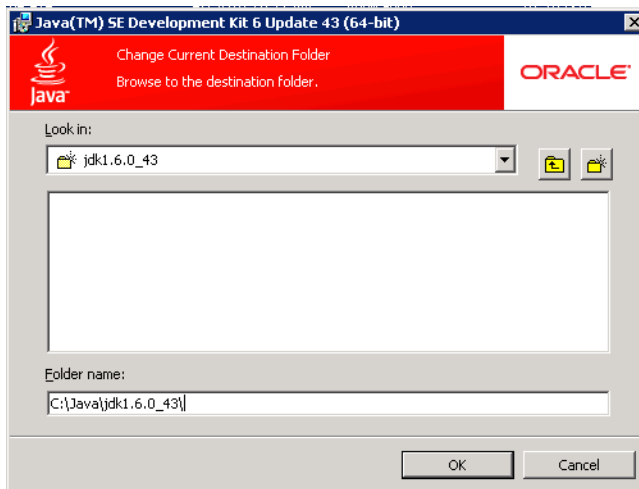 Java(TM) SE Development Kit 6 Update 43 (64-bit)
Change Current Destination Folder
Browse to the destination folder.
Java
ORACLE
Look in:
jdk1.6.0_43
Folder name:
C:\Java\jdk1.6.0_43\
OK
Cancel